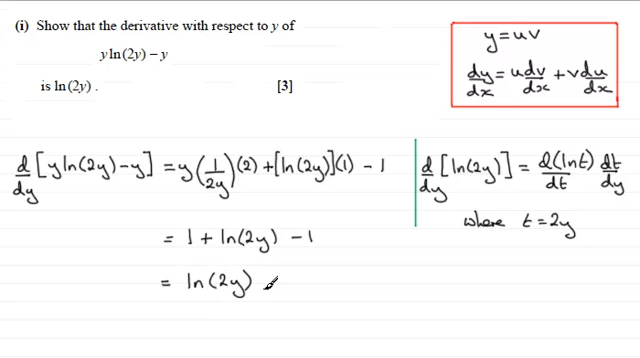 (i) Show that the derivative with respect to y of
y ln(2y) − y
is ln(2y) . [3]
y = uv
dy/dx = u dv/dx + v du/dx
d/dy [y ln(2y) − y] = y(1/2y)(2) + [ln(2y)](1) − 1
= 1 + ln(2y) − 1
= ln(2y)
d/dy [ln(2y)] = d(ln t)/dt dt/dy
where t = 2y